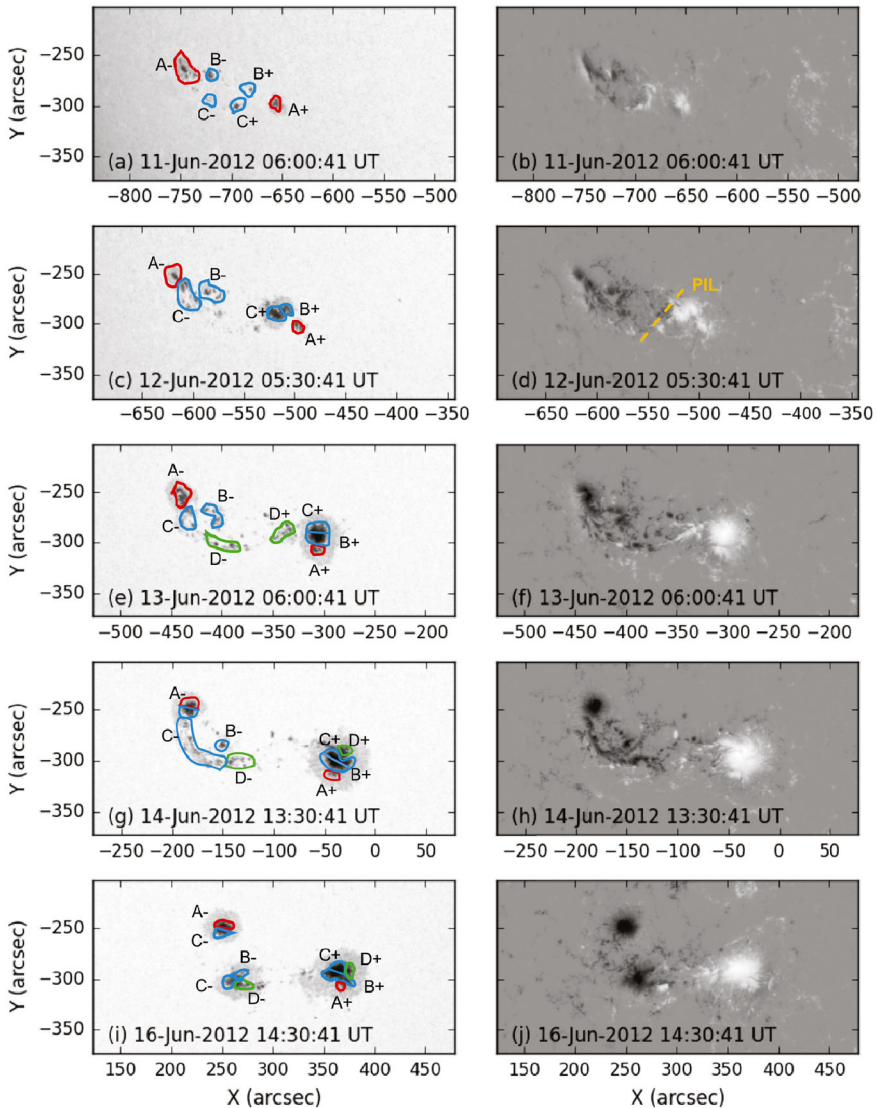 −250
−300
−350
Y (arcsec)
A-
B-
B+
C-
C+
A+
(a) 11-Jun-2012 06:00:41 UT
(b) 11-Jun-2012 06:00:41 UT
−800 −750 −700 −650 −600 −550 −500
−800 −750 −700 −650 −600 −550 −500
−250
−300
−350
Y (arcsec)
A-
B-
C-
C+
B+
A+
PIL
(c) 12-Jun-2012 05:30:41 UT
(d) 12-Jun-2012 05:30:41 UT
−650 −600 −550 −500 −450 −400 −350
−650 −600 −550 −500 −450 −400 −350
−250
−300
−350
Y (arcsec)
A-
B-
C-
D+
C+
D-
B+
A+
(e) 13-Jun-2012 06:00:41 UT
(f) 13-Jun-2012 06:00:41 UT
−500 −450 −400 −350 −300 −250 −200
−500 −450 −400 −350 −300 −250 −200
−250
−300
−350
Y (arcsec)
A-
C-
B-
D-
C+
D+
B+
A+
(g) 14-Jun-2012 13:30:41 UT
(h) 14-Jun-2012 13:30:41 UT
−250 −200 −150 −100 −50 0 50
−250 −200 −150 −100 −50 0 50
−250
−300
−350
Y (arcsec)
A-
C-
B-
C-
D-
C+
D+
B+
A+
(i) 16-Jun-2012 14:30:41 UT
(j) 16-Jun-2012 14:30:41 UT
150 200 250 300 350 400 450
150 200 250 300 350 400 450
X (arcsec)
X (arcsec)